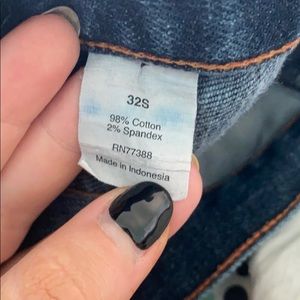 32S
98% Cotton
2% Spandex
RN77388
Made in Indonesia